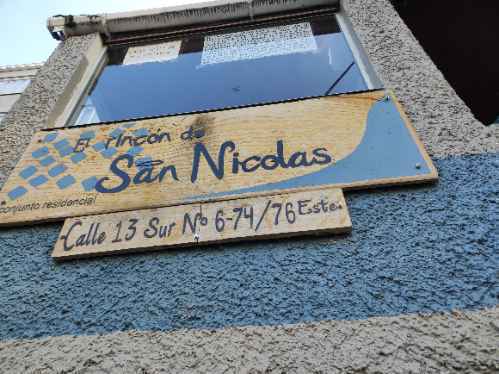 El rincón de
San Nicolas
conjunto residencial
Calle 13 Sur Nº 6-74/76 Este.